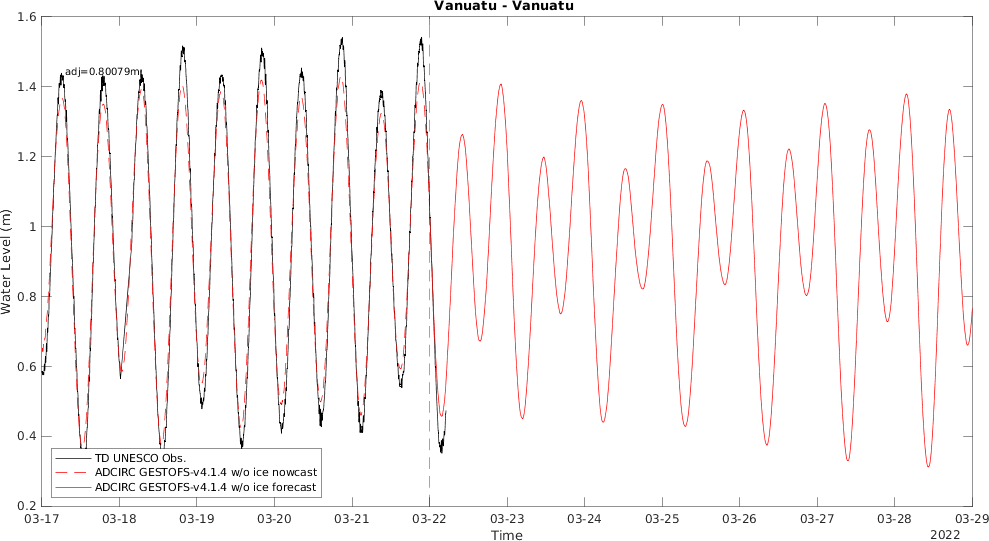 Vanuatu - Vanuatu
1.6
1.4
1.2
1
0.8
0.6
0.4
0.2
Water Level (m)
adj=0.80079m
TD UNESCO Obs.
ADCIRC GESTOFS-v4.1.4 w/o ice nowcast
ADCIRC GESTOFS-v4.1.4 w/o ice forecast
03-17 03-18 03-19 03-20 03-21 03-22 03-23 03-24 03-25 03-26 03-27 03-28 03-29
Time
2022